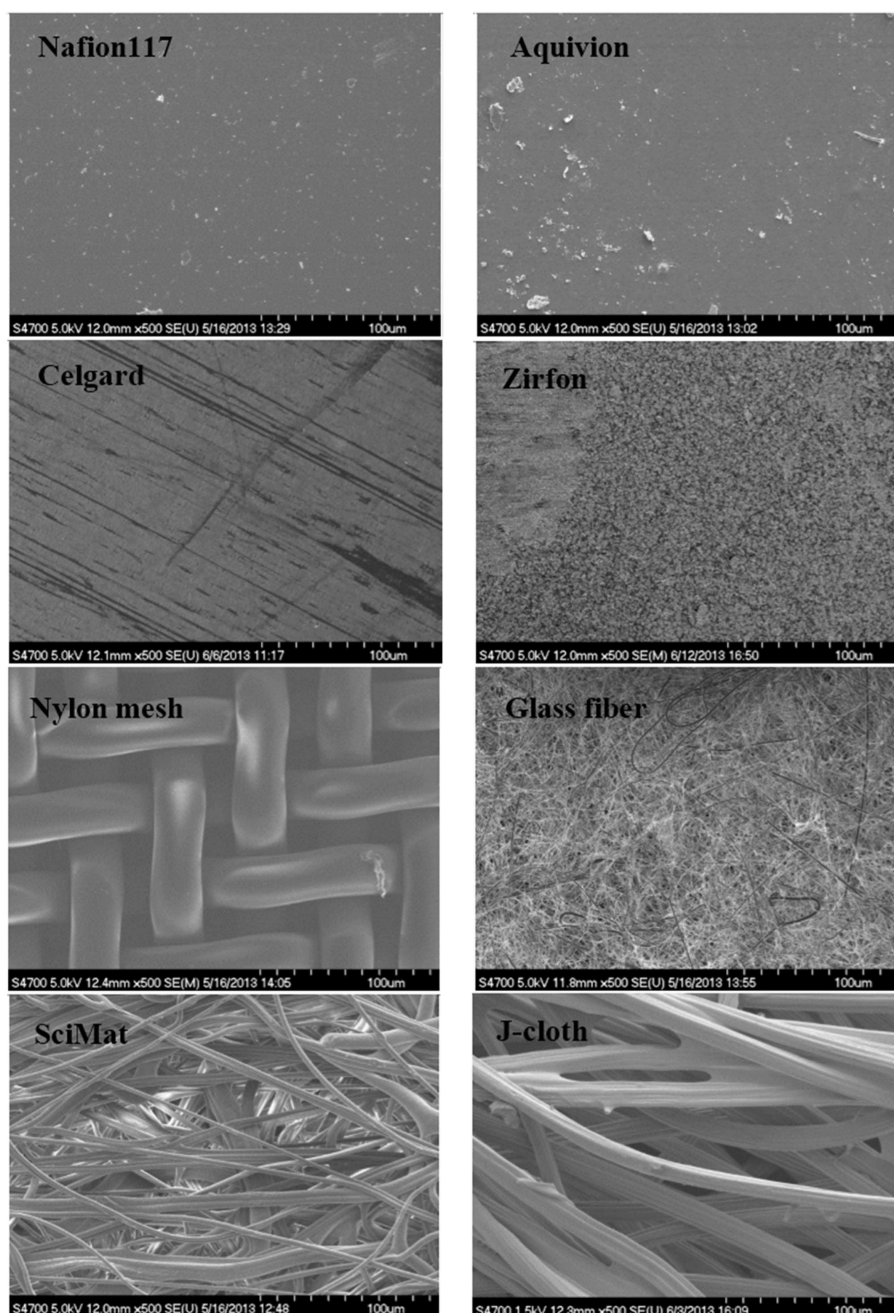 Nafion117
S4700 5.0kV 12.0mm x500 SE(U) 5/16/2013 13:29 100um
Aquivion
S4700 5.0kV 12.0mm x500 SE(U) 5/16/2013 13:02 100um
Celgard
S4700 5.0kV 12.1mm x500 SE(U) 6/6/2013 11:17 100um
Zirfon
S4700 5.0kV 12.0mm x500 SE(M) 6/12/2013 16:50 100um
Nylon mesh
S4700 5.0kV 12.4mm x500 SE(M) 5/16/2013 14:05 100um
Glass fiber
S4700 5.0kV 11.8mm x500 SE(U) 5/16/2013 13:55 100um
SciMat
S4700 5.0kV 12.0mm x500 SE(U) 5/16/2013 12:48 100um
J-cloth
S4700 1.5kV 12.3mm x500 SE(U) 6/3/2013 16:09 100um